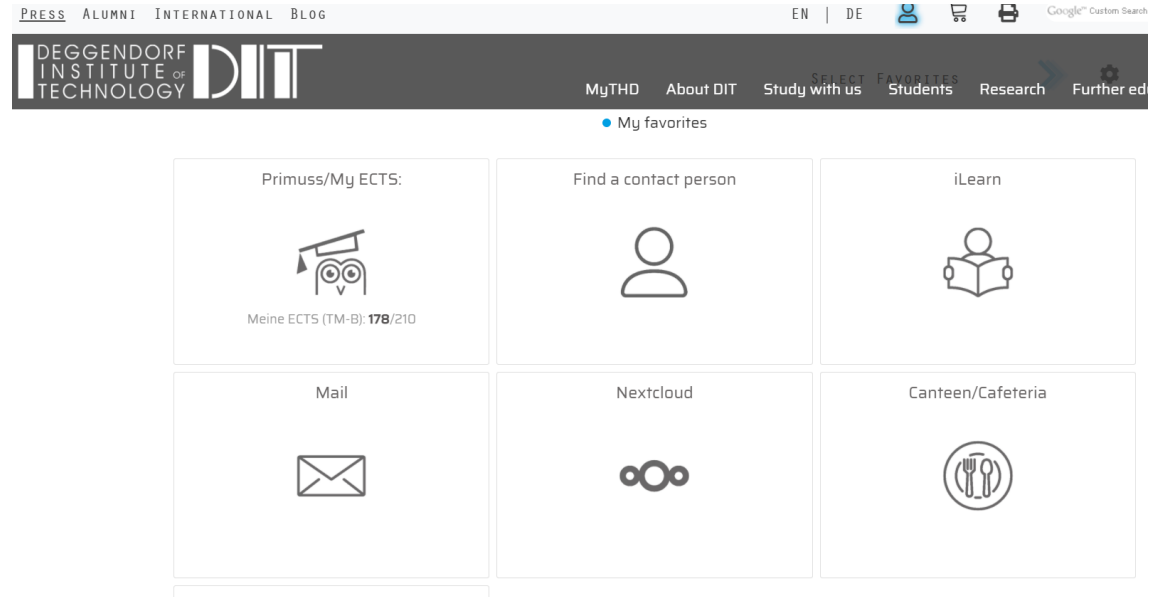 PRESS ALUMNI INTERNATIONAL BLOG EN | DE Google™ Custom Search
DEGGENDORF
INSTITUTE OF
TECHNOLOGY DIT
SELECT FAVORITES
MyTHD About DIT Study with us Students Research Further edu
My favorites
Primuss/My ECTS: Find a contact person iLearn
Meine ECTS (TM-B): 178/210
Mail Nextcloud Canteen/Cafeteria